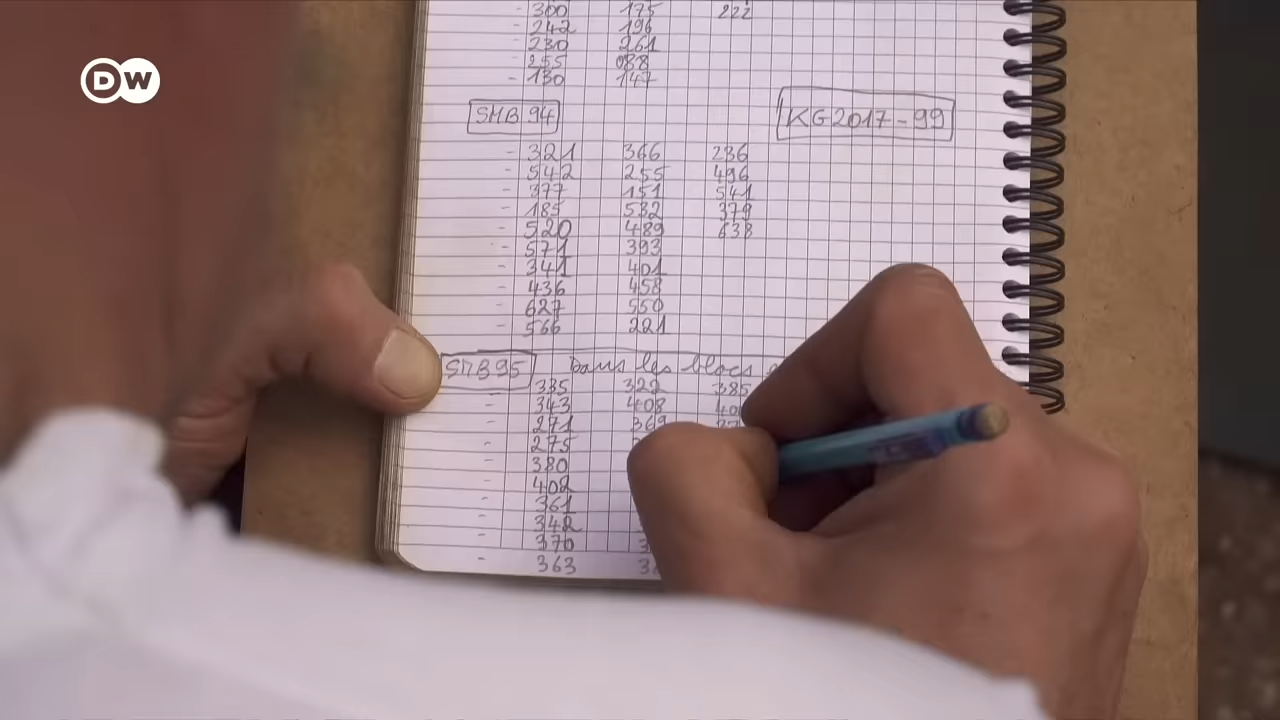 DW
- 300 175 222
- 242 196
- 230 261
- 255 088
- 130 147
SMB 94
KG2017-99
- 321 366 236
- 542 255 496
- 377 151 541
- 185 532 379
- 520 489 638
- 571 393
- 341 401
- 436 458
- 627 550
- 566 221
SMB 95 Dans les blocs
335 322 385
- 343 408
- 271 369
- 275
- 380
- 402
- 361
- 342
- 370
- 363